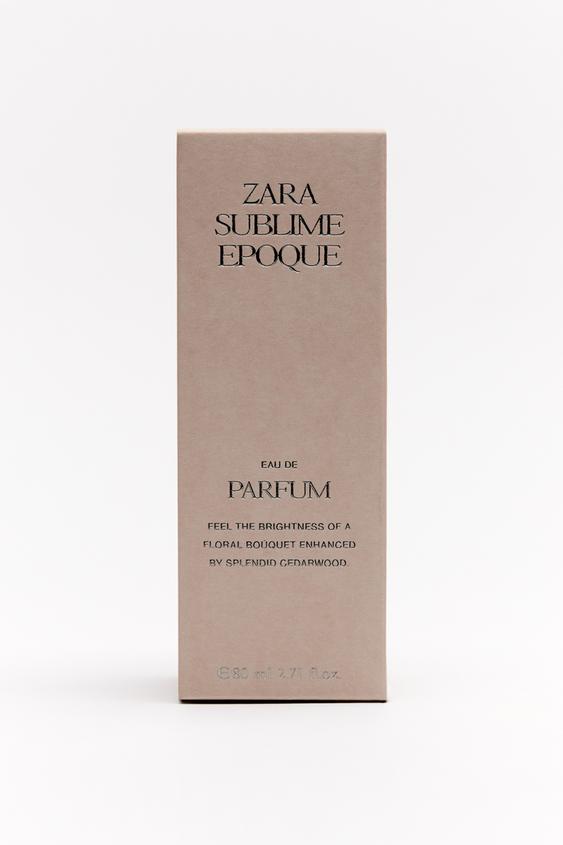 ZARA
SUBLIME
EPOQUE
EAU DE
PARFUM
FEEL THE BRIGHTNESS OF A
FLORAL BOUQUET ENHANCED
BY SPLENDID CEDARWOOD.
℮80 ml 2.71 fl.oz.